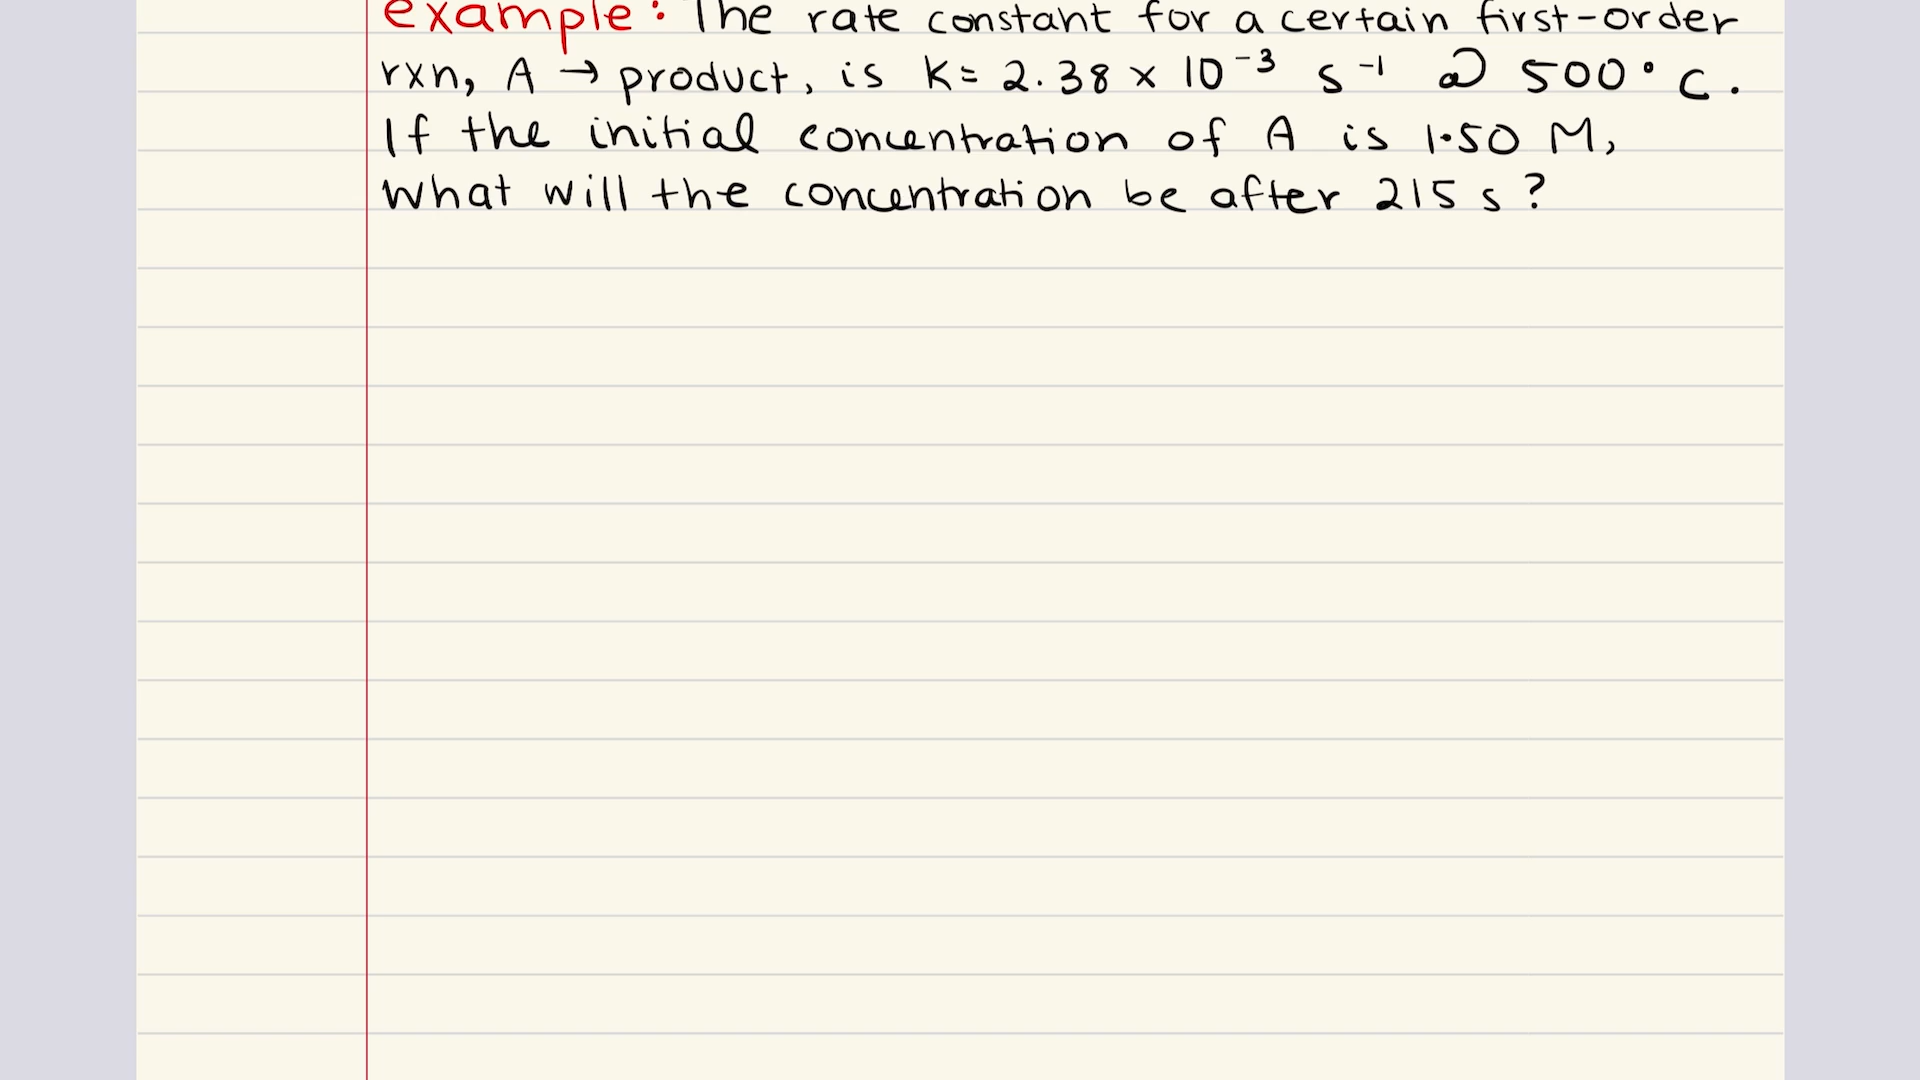 example: The rate constant for a certain first-order
rxn, A → product, is K= 2.38 x 10⁻³ s⁻¹ @ 500° C.
If the initial concentration of A is 1.50 M,
what will the concentration be after 215 s?